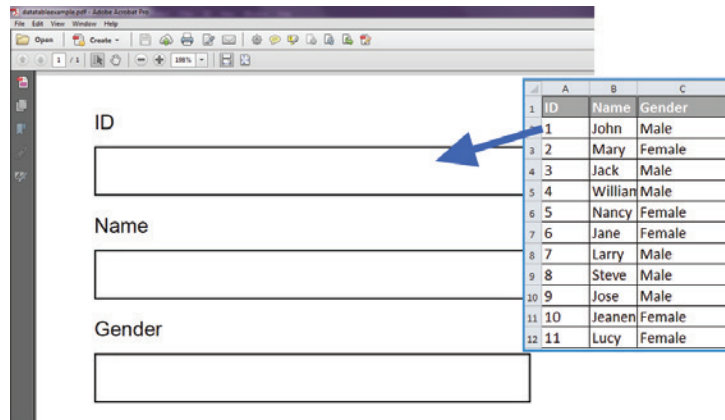 datatableexample.pdf - Adobe Acrobat Pro
File Edit View Window Help
Open Create
1 / 1 198%
ID
Name
Gender
A B C
1 ID Name Gender
1 John Male
3 2 Mary Female
4 3 Jack Male
5 4 William Male
6 5 Nancy Female
7 6 Jane Female
8 7 Larry Male
9 8 Steve Male
10 9 Jose Male
11 10 Jeanen Female
12 11 Lucy Female